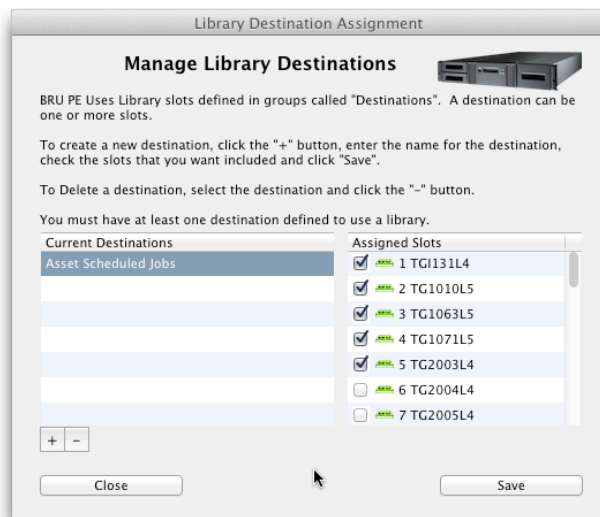 Library Destination Assignment
Manage Library Destinations
BRU PE Uses Library slots defined in groups called "Destinations".  A destination can be
one or more slots.
To create a new destination, click the "+" button, enter the name for the destination,
check the slots that you want included and click "Save".
To Delete a destination, select the destination and click the "-" button.
You must have at least one destination defined to use a library.
Current Destinations
Asset Scheduled Jobs
Assigned Slots
1 TGI131L4
2 TG1010L5
3 TG1063L5
4 TG1071L5
5 TG2003L4
6 TG2004L4
7 TG2005L4
+ -
Close
Save